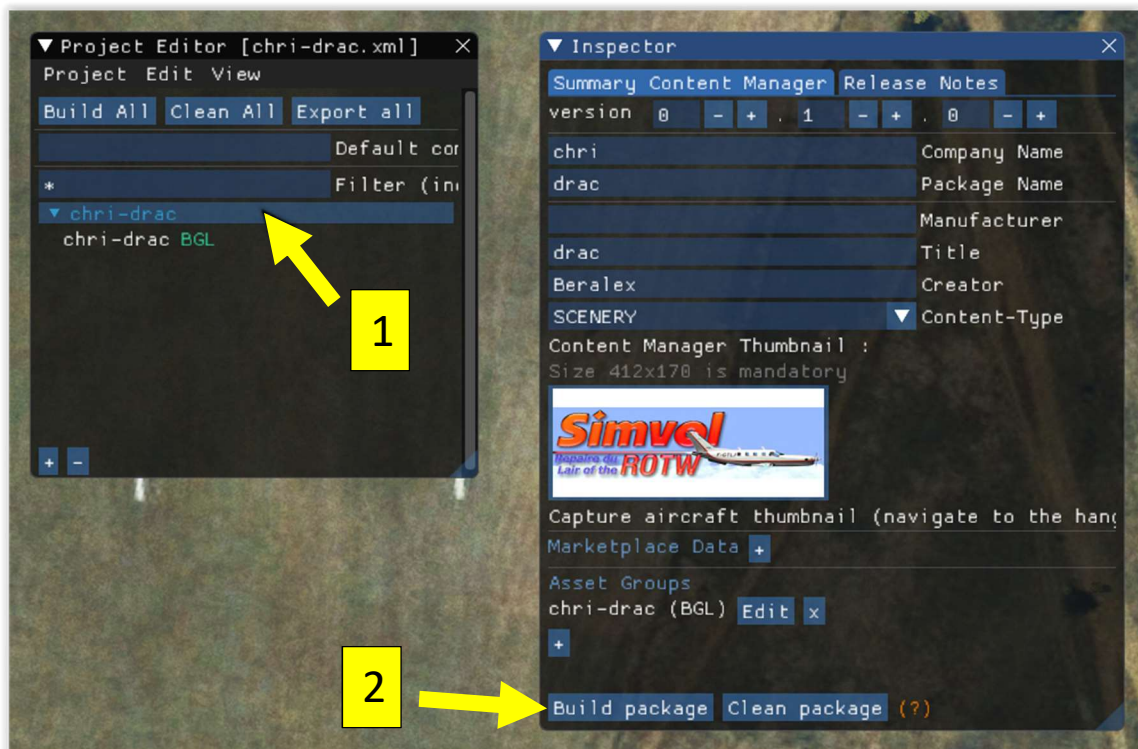 Project Editor [chri-drac.xml]
Project Edit View
Build All Clean All Export all
Default cor
* Filter (in
chri-drac
chri-drac BGL
1
+ -
Inspector
Summary Content Manager Release Notes
version 0 - + . 1 - + . 0 - +
chri Company Name
drac Package Name
Manufacturer
drac Title
Beralex Creator
SCENERY Content-Type
Content Manager Thumbnail :
Size 412x170 is mandatory
Simvol
Repaire du
Lair of the ROTW
Capture aircraft thumbnail (navigate to the hang
Marketplace Data +
Asset Groups
chri-drac (BGL) Edit x
+
2
Build package Clean package (?)